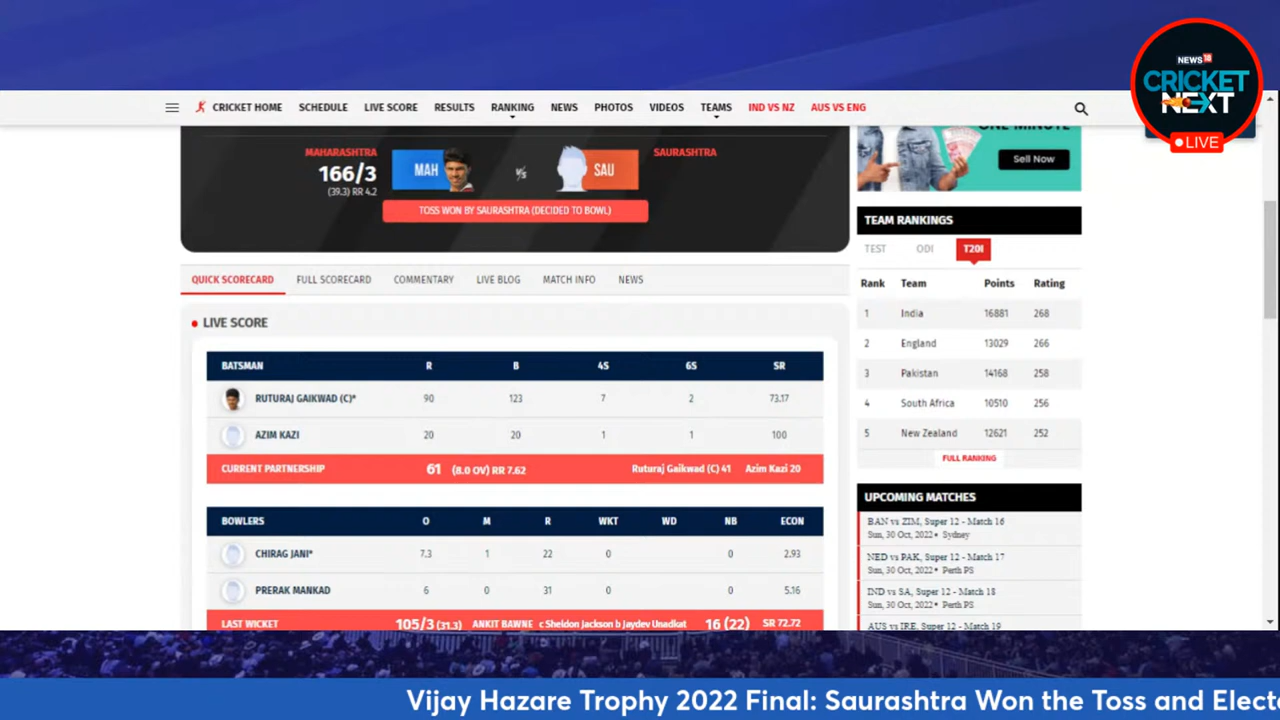 NEWS18
CRICKET
NEXT
LIVE
CRICKET HOME SCHEDULE LIVE SCORE RESULTS RANKING NEWS PHOTOS VIDEOS TEAMS IND VS NZ AUS VS ENG
MAHARASHTRA
166/3
(39.3) RR 4.2
MAH
V/s
SAU
SAURASHTRA
TOSS WON BY SAURASHTRA (DECIDED TO BOWL)
ONE MINUTE
Sell Now
QUICK SCORECARD FULL SCORECARD COMMENTARY LIVE BLOG MATCH INFO NEWS
LIVE SCORE
BATSMAN R B 4S 6S SR
RUTURAJ GAIKWAD (C)* 90 123 7 2 73.17
AZIM KAZI 20 20 1 1 100
CURRENT PARTNERSHIP 61 (8.0 OV) RR 7.62 Ruturaj Gaikwad (C) 41 Azim Kazi 20
BOWLERS O M R WKT WD NB ECON
CHIRAG JANI* 7.3 1 22 0 0 2.93
PRERAK MANKAD 6 0 31 0 0 5.16
LAST WICKET 105/3 (31.3) ANKIT BAWNE c Sheldon Jackson b Jaydev Unadkat 16 (22) SR 72.72
TEAM RANKINGS
TEST ODI T20I
Rank Team Points Rating
1 India 16881 268
2 England 13029 266
3 Pakistan 14168 258
4 South Africa 10510 256
5 New Zealand 12621 252
FULL RANKING
UPCOMING MATCHES
BAN vs ZIM, Super 12 - Match 16
Sun, 30 Oct, 2022• Sydney
NED vs PAK, Super 12 - Match 17
Sun, 30 Oct, 2022• Perth PS
IND vs SA, Super 12 - Match 18
Sun, 30 Oct, 2022• Perth PS
AUS vs IRE, Super 12 - Match 19
Vijay Hazare Trophy 2022 Final: Saurashtra Won the Toss and Elect